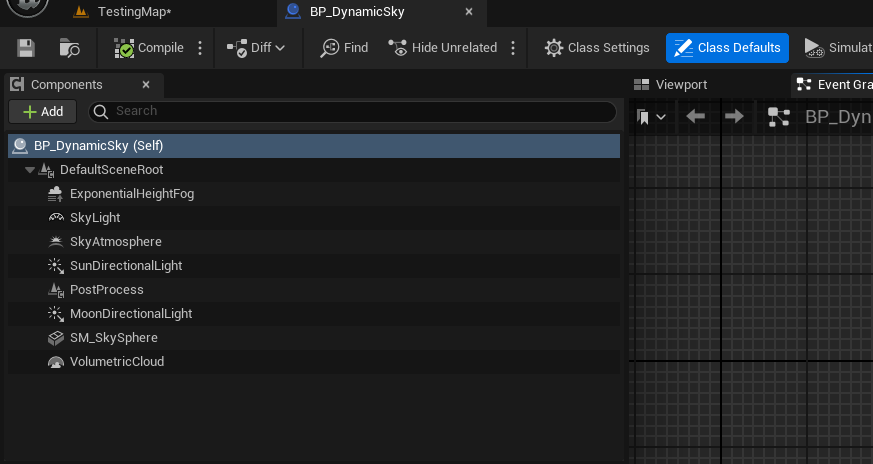 TestingMap*
BP_DynamicSky
Compile
Diff
Find
Hide Unrelated
Class Settings
Class Defaults
Simulat
Components
Viewport
Event Gra
Add
Search
BP_Dyn
BP_DynamicSky (Self)
DefaultSceneRoot
ExponentialHeightFog
SkyLight
SkyAtmosphere
SunDirectionalLight
PostProcess
MoonDirectionalLight
SM_SkySphere
VolumetricCloud